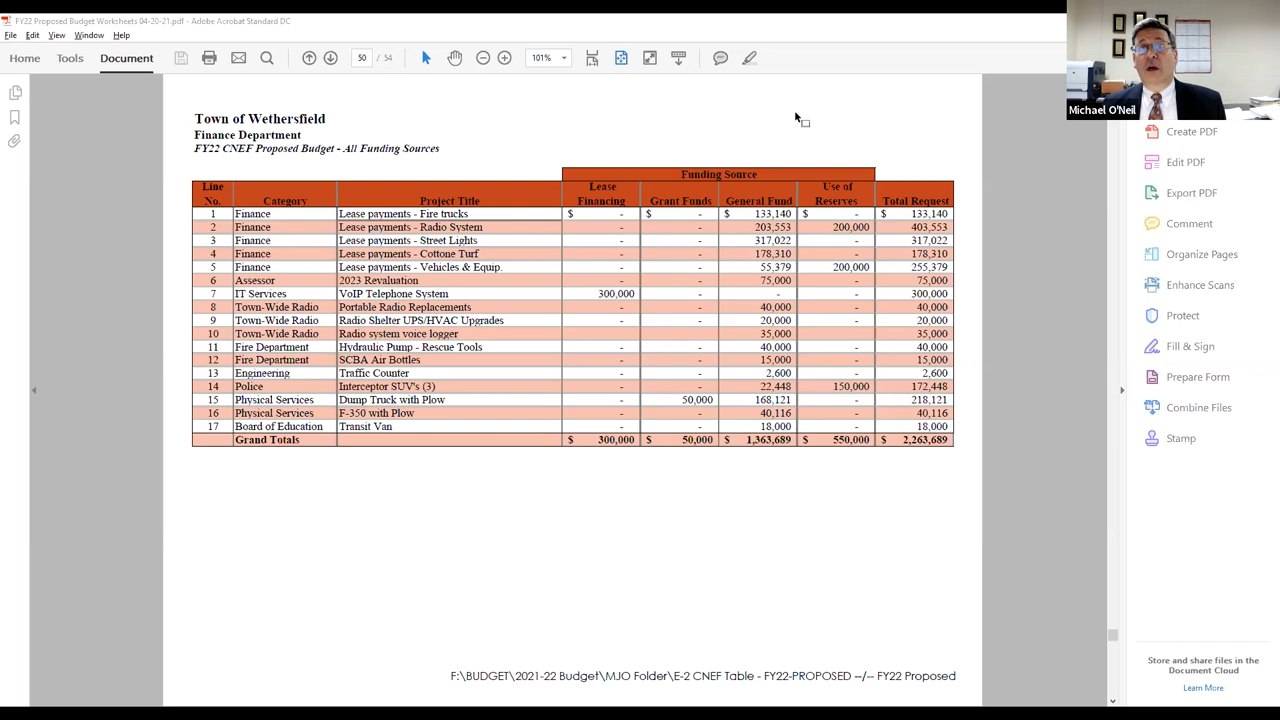 FY22 Proposed Budget Worksheets 04-20-21.pdf - Adobe Acrobat Standard DC
File Edit View Window Help
Home Tools Document 50 / 54 101%
Michael O'Neil
Town of Wethersfield
Finance Department
FY22 CNEF Proposed Budget - All Funding Sources
Funding Source
Line No. Category Project Title Lease Financing Grant Funds General Fund Use of Reserves Total Request
1 Finance Lease payments - Fire trucks $ - $ - $ 133,140 $ - $ 133,140
2 Finance Lease payments - Radio System - - 203,553 200,000 403,553
3 Finance Lease payments - Street Lights - - 317,022 - 317,022
4 Finance Lease payments - Cottone Turf - - 178,310 - 178,310
5 Finance Lease payments - Vehicles & Equip. - - 55,379 200,000 255,379
6 Assessor 2023 Revaluation - - 75,000 - 75,000
7 IT Services VoIP Telephone System 300,000 - - - 300,000
8 Town-Wide Radio Portable Radio Replacements - - 40,000 - 40,000
9 Town-Wide Radio Radio Shelter UPS/HVAC Upgrades - - 20,000 - 20,000
10 Town-Wide Radio Radio system voice logger - - 35,000 - 35,000
11 Fire Department Hydraulic Pump - Rescue Tools - - 40,000 - 40,000
12 Fire Department SCBA Air Bottles - - 15,000 - 15,000
13 Engineering Traffic Counter - - 2,600 - 2,600
14 Police Interceptor SUV's (3) - - 22,448 150,000 172,448
15 Physical Services Dump Truck with Plow - 50,000 168,121 - 218,121
16 Physical Services F-350 with Plow - - 40,116 - 40,116
17 Board of Education Transit Van - - 18,000 - 18,000
Grand Totals $ 300,000 $ 50,000 $ 1,363,689 $ 550,000 $ 2,263,689
F:\BUDGET\2021-22 Budget\MJO Folder\E-2 CNEF Table - FY22-PROPOSED --/-- FY22 Proposed
Create PDF
Edit PDF
Export PDF
Comment
Organize Pages
Enhance Scans
Protect
Fill & Sign
Prepare Form
Combine Files
Stamp
Store and share files in the
Document Cloud
Learn More